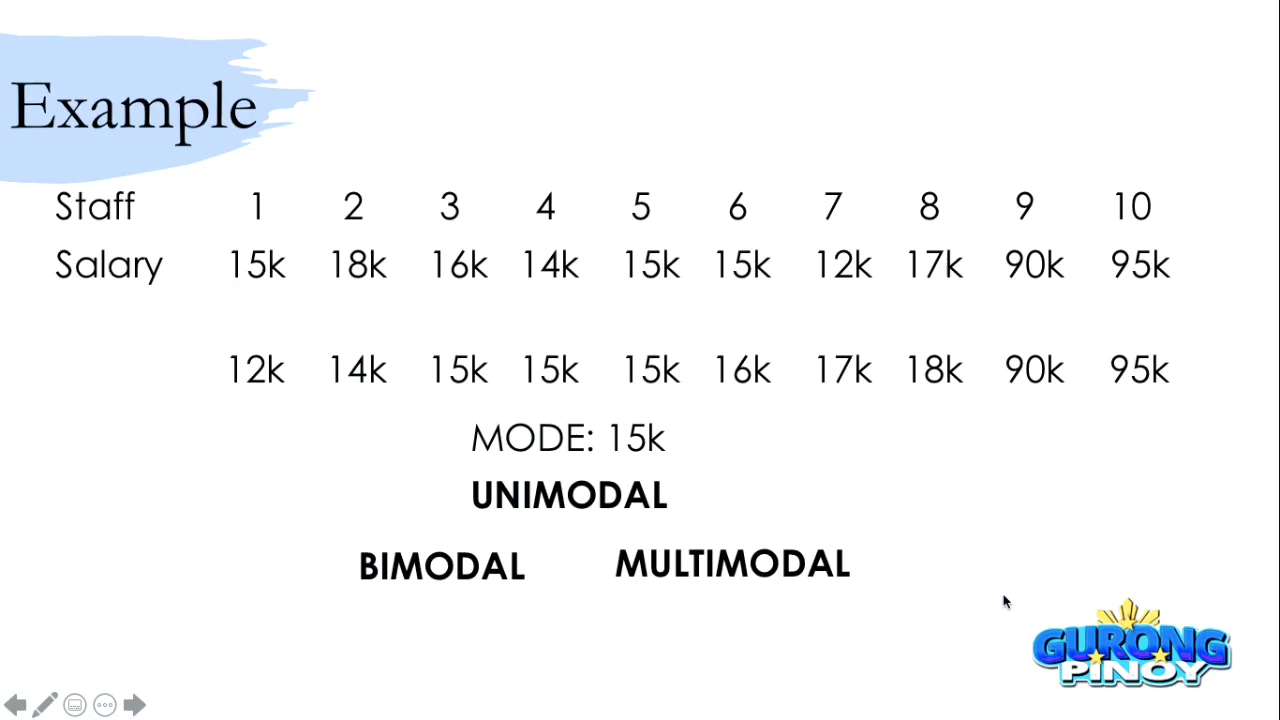 Example
Staff 1 2 3 4 5 6 7 8 9 10
Salary 15k 18k 16k 14k 15k 15k 12k 17k 90k 95k
12k 14k 15k 15k 15k 16k 17k 18k 90k 95k
MODE: 15k
UNIMODAL
BIMODAL MULTIMODAL
GURONG
PINOY